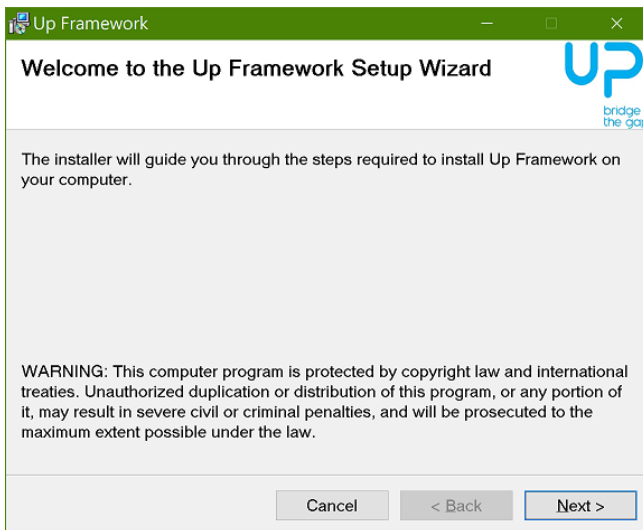 Up Framework
Welcome to the Up Framework Setup Wizard
UP
bridge
the gap
The installer will guide you through the steps required to install Up Framework on
your computer.
WARNING: This computer program is protected by copyright law and international
treaties. Unauthorized duplication or distribution of this program, or any portion of
it, may result in severe civil or criminal penalties, and will be prosecuted to the
maximum extent possible under the law.
Cancel
< Back
Next >